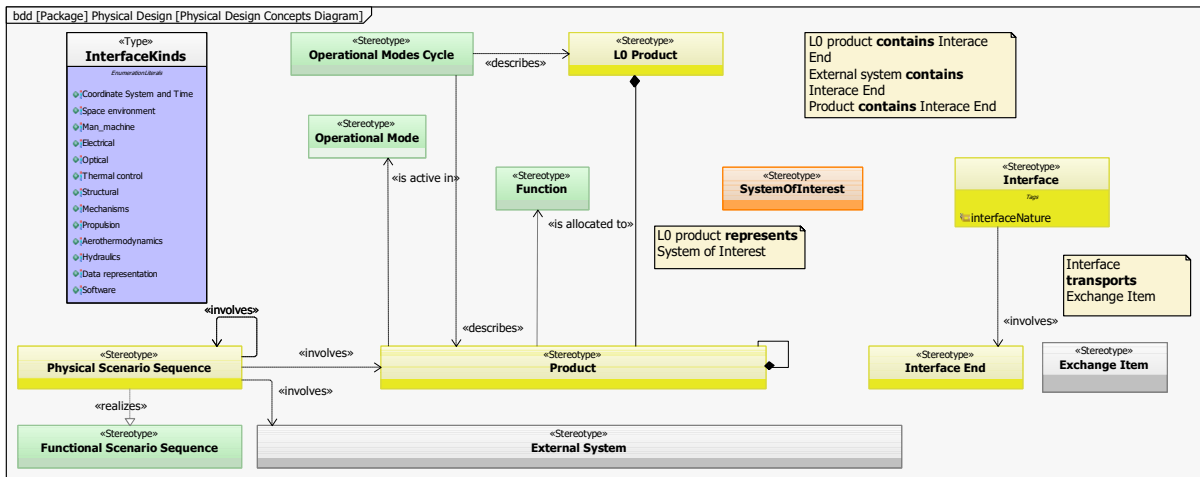 bdd [Package] Physical Design [Physical Design Concepts Diagram]
«Type»
InterfaceKinds
EnumerationLiterals
Coordinate System and Time
Space environment
Man_machine
Electrical
Optical
Thermal control
Structural
Mechanisms
Propulsion
Aerothermodynamics
Hydraulics
Data representation
Software
«Stereotype»
Operational Modes Cycle
«describes»
«Stereotype»
L0 Product
L0 product contains Interace
End
External system contains
Interace End
Product contains Interace End
«Stereotype»
Operational Mode
«is active in»
«Stereotype»
Function
«is allocated to»
«Stereotype»
SystemOfInterest
L0 product represents
System of Interest
«Stereotype»
Interface
Tags
interfaceNature
Interface
transports
Exchange Item
«involves»
«involves»
«describes»
«Stereotype»
Physical Scenario Sequence
«involves»
«Stereotype»
Product
«Stereotype»
Interface End
«Stereotype»
Exchange Item
«involves»
«realizes»
«Stereotype»
Functional Scenario Sequence
«Stereotype»
External System